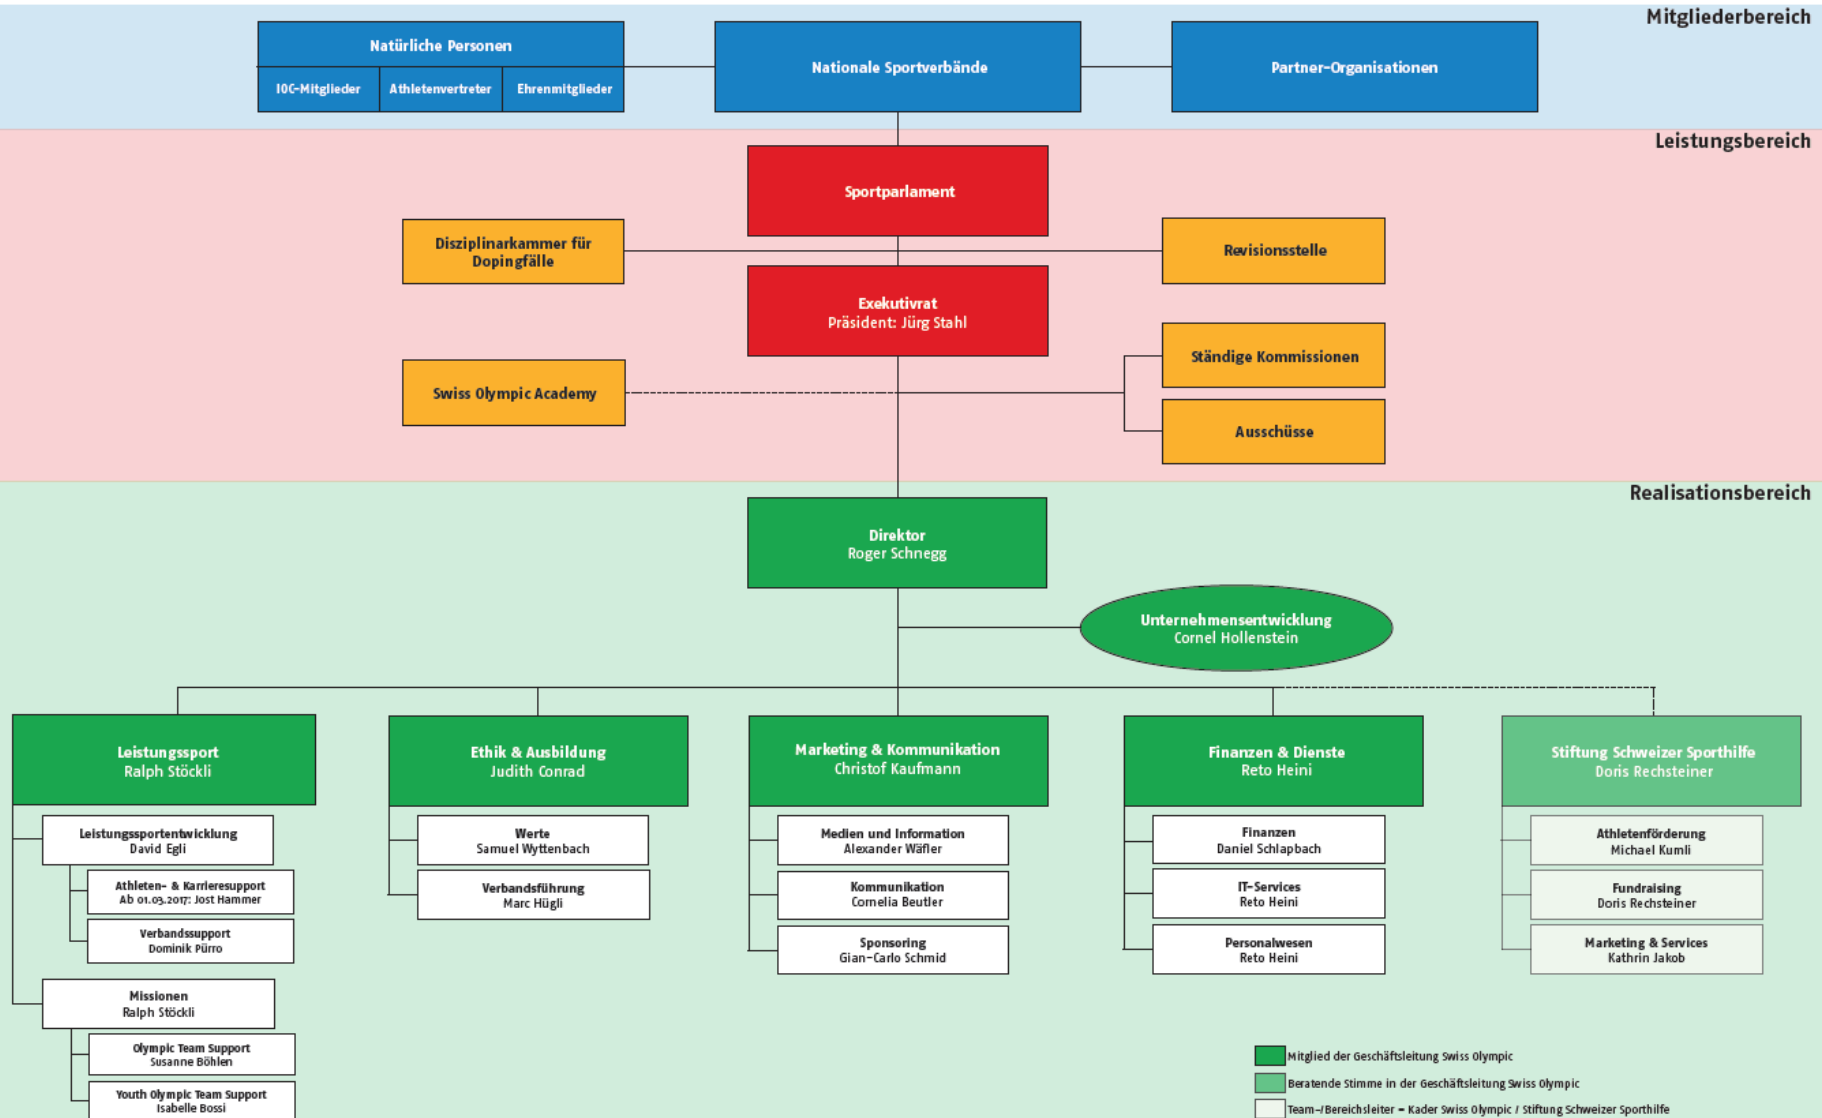 Mitgliederbereich
Natürliche Personen
IOC-Mitglieder
Athletenvertreter
Ehrenmitglieder
Nationale Sportverbände
Partner-Organisationen
Leistungsbereich
Sportparlament
Disziplinarkammer für
Dopingfälle
Revisionsstelle
Exekutivrat
Präsident: Jürg Stahl
Ständige Kommissionen
Swiss Olympic Academy
Ausschüsse
Realisationsbereich
Direktor
Roger Schnegg
Unternehmensentwicklung
Cornel Hollenstein
Leistungssport
Ralph Stöckli
Leistungssportentwicklung
David Egli
Athleten- & Karrieresupport
Ab 01.03.2017: Jost Hammer
Verbandssupport
Dominik Pürro
Missionen
Ralph Stöckli
Olympic Team Support
Susanne Böhlen
Youth Olympic Team Support
Isabelle Bossi
Ethik & Ausbildung
Judith Conrad
Werte
Samuel Wyttenbach
Verbandsführung
Marc Hügli
Marketing & Kommunikation
Christof Kaufmann
Medien und Information
Alexander Wäfler
Kommunikation
Cornelia Beutler
Sponsoring
Gian-Carlo Schmid
Finanzen & Dienste
Reto Heini
Finanzen
Daniel Schlapbach
IT-Services
Reto Heini
Personalwesen
Reto Heini
Stiftung Schweizer Sporthilfe
Doris Rechsteiner
Athletenförderung
Michael Kumli
Fundraising
Doris Rechsteiner
Marketing & Services
Kathrin Jakob
Mitglied der Geschäftsleitung Swiss Olympic
Beratende Stimme in der Geschäftsleitung Swiss Olympic
Team-/Bereichsleiter = Kader Swiss Olympic / Stiftung Schweizer Sporthilfe